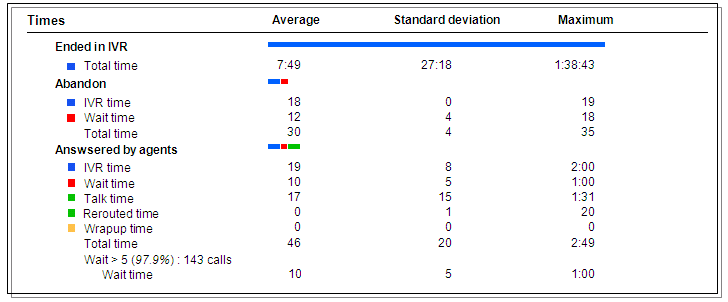 Times Average Standard deviation Maximum
Ended in IVR
Total time 7:49 27:18 1:38:43
Abandon
IVR time 18 0 19
Wait time 12 4 18
Total time 30 4 35
Answsered by agents
IVR time 19 8 2:00
Wait time 10 5 1:00
Talk time 17 15 1:31
Rerouted time 0 1 20
Wrapup time 0 0 0
Total time 46 20 2:49
Wait > 5 (97.9%) : 143 calls
Wait time 10 5 1:00